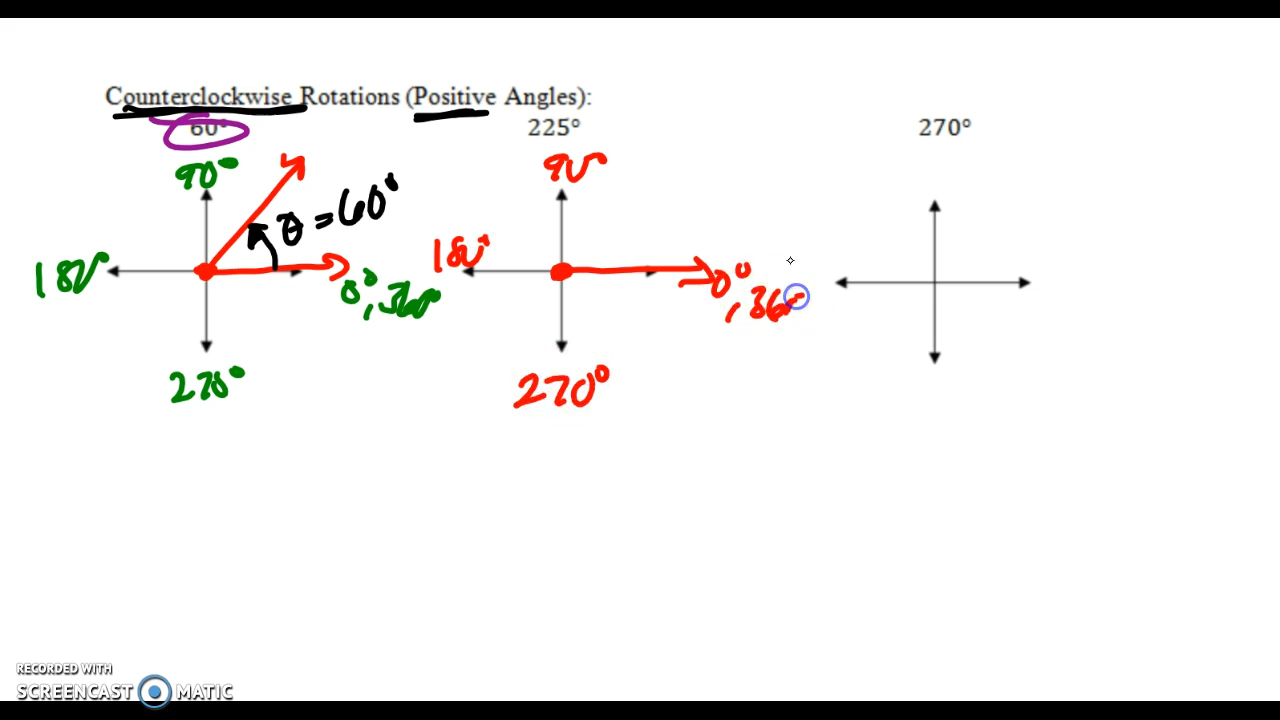 Counterclockwise Rotations (Positive Angles):
60° 225° 270°
90° 90°
θ = 60°
180° 180°
0°, 360° 0°, 360
270° 270°
RECORDED WITH
SCREENCAST MATIC